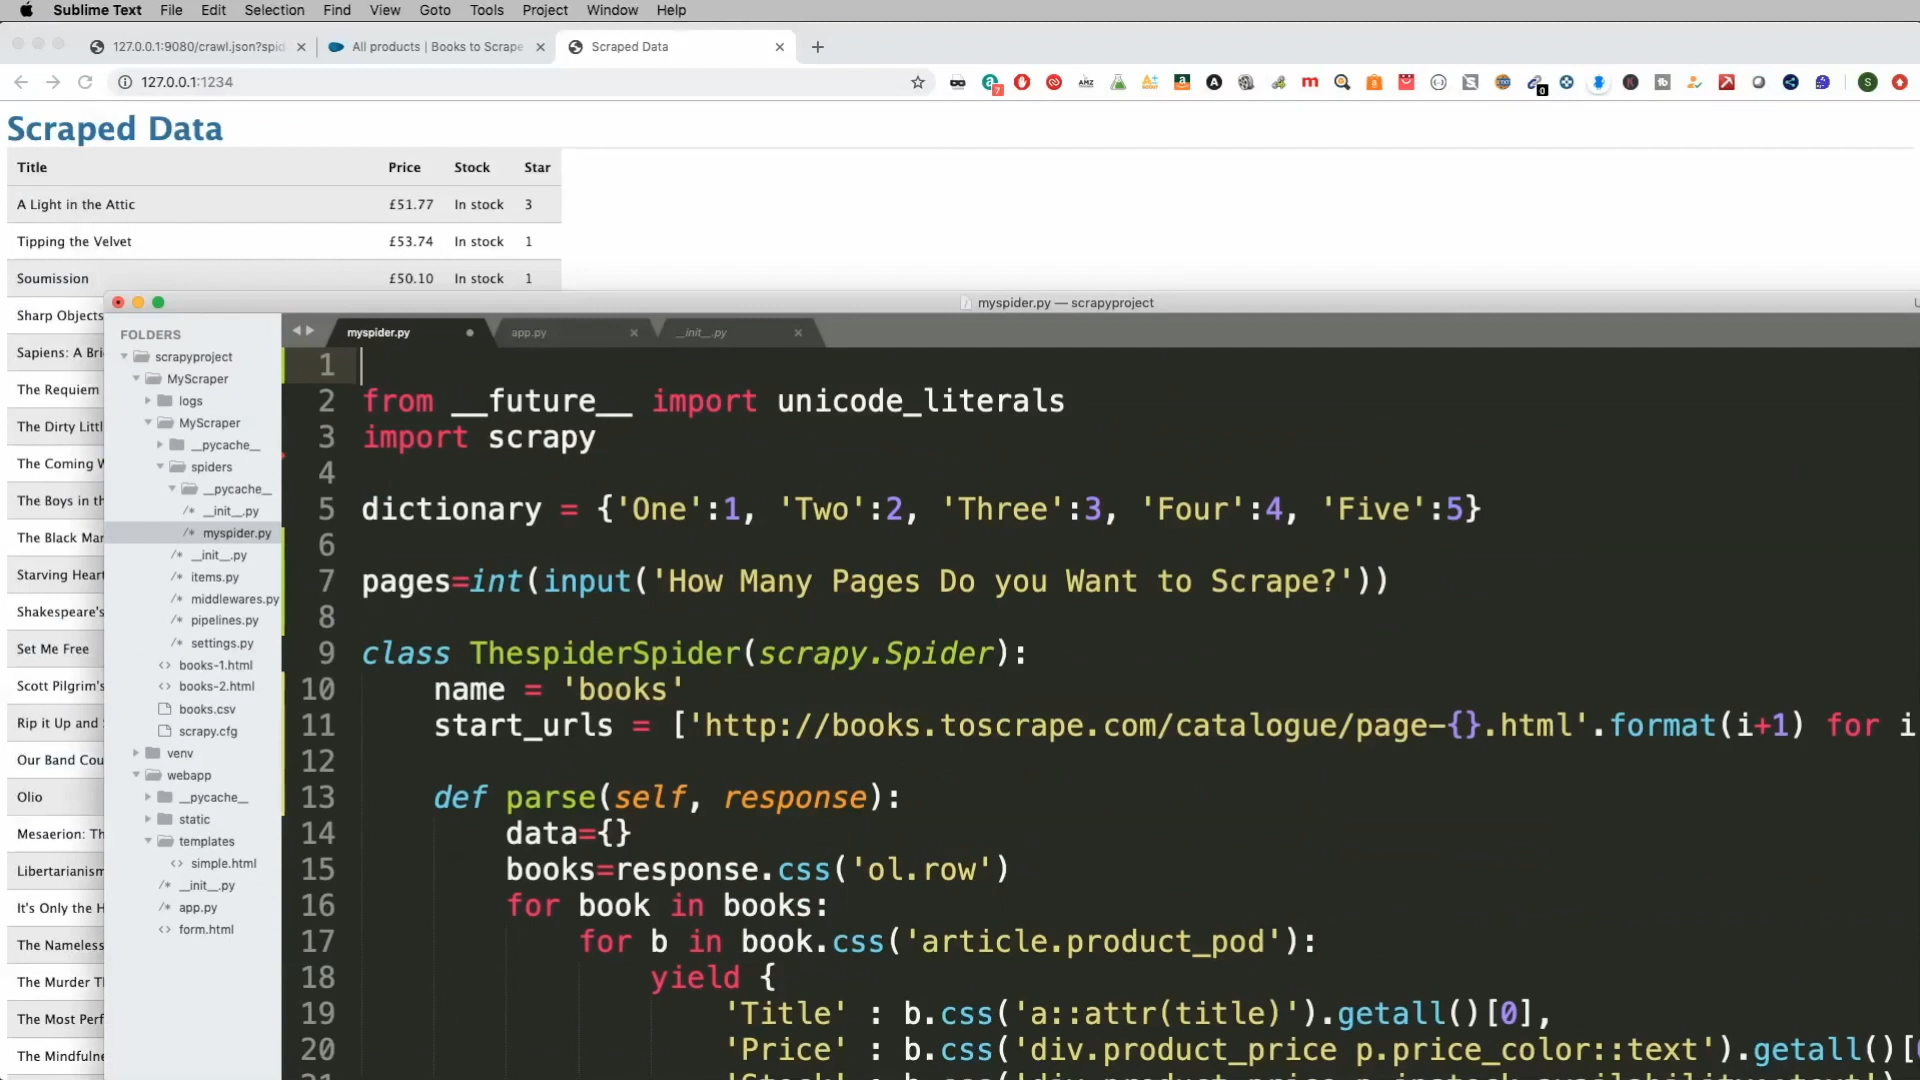 Sublime Text File Edit Selection Find View Goto Tools Project Window Help
127.0.0.1:9080/crawl.json?spid
All products | Books to Scrape
Scraped Data
127.0.0.1:1234
Scraped Data
Title Price Stock Star
A Light in the Attic £51.77 In stock 3
Tipping the Velvet £53.74 In stock 1
Soumission £50.10 In stock 1
Sharp Objects
Sapiens: A Bri
The Requiem
The Dirty Littl
The Coming W
The Boys in th
The Black Mar
Starving Heart
Shakespeare's
Set Me Free
Scott Pilgrim's
Rip it Up and
Our Band Cou
Olio
Mesaerion: Th
Libertarianism
It's Only the H
The Nameless
The Murder Th
The Most Perf
The Mindfulne
myspider.py — scrapyproject
FOLDERS
scrapyproject
MyScraper
logs
MyScraper
__pycache__
spiders
__pycache__
__init__.py
myspider.py
__init__.py
items.py
middlewares.py
pipelines.py
settings.py
books-1.html
books-2.html
books.csv
scrapy.cfg
venv
webapp
__pycache__
static
templates
simple.html
__init__.py
app.py
form.html
myspider.py app.py __init__.py
1
2 from __future__ import unicode_literals
3 import scrapy
4
5 dictionary = {'One':1, 'Two':2, 'Three':3, 'Four':4, 'Five':5}
6
7 pages=int(input('How Many Pages Do you Want to Scrape?'))
8
9 class ThespiderSpider(scrapy.Spider):
10 name = 'books'
11 start_urls = ['http://books.toscrape.com/catalogue/page-{}.html'.format(i+1) for i
12
13 def parse(self, response):
14 data={}
15 books=response.css('ol.row')
16 for book in books:
17 for b in book.css('article.product_pod'):
18 yield {
19 'Title' : b.css('a::attr(title)').getall()[0],
20 'Price' : b.css('div.product_price p.price_color::text').getall()[